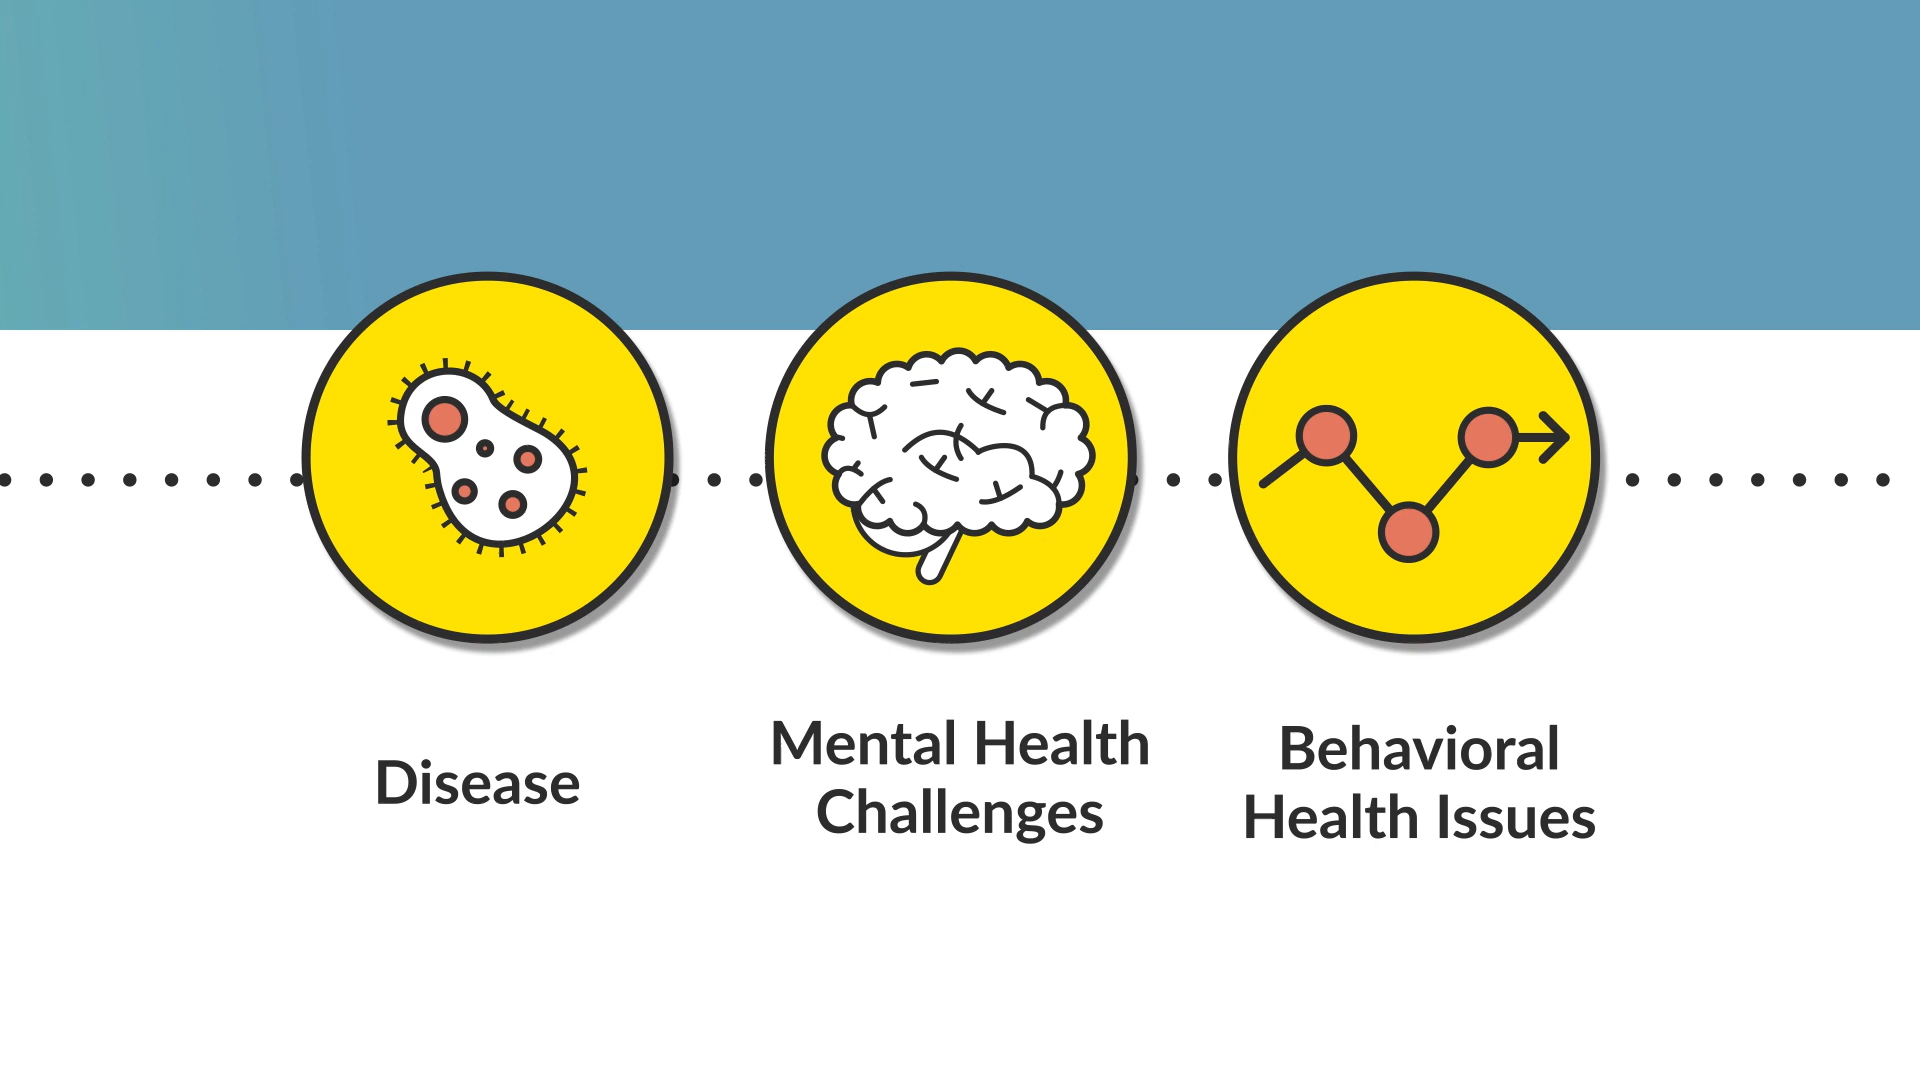 Disease
Mental Health
Challenges
Behavioral
Health Issues